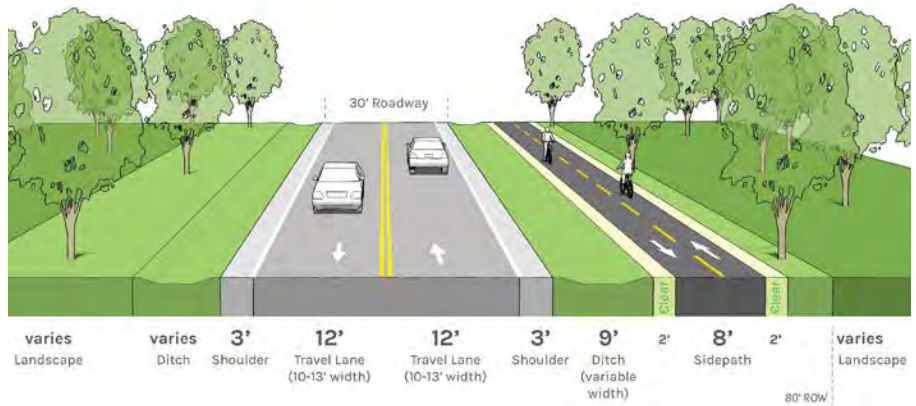 30' Roadway
Clear
Clear
varies
Landscape
varies
Ditch
3'
Shoulder
12'
Travel Lane
(10-13' width)
12'
Travel Lane
(10-13' width)
3'
Shoulder
9'
Ditch
(variable
width)
2'
8'
Sidepath
2'
80' ROW
varies
Landscape